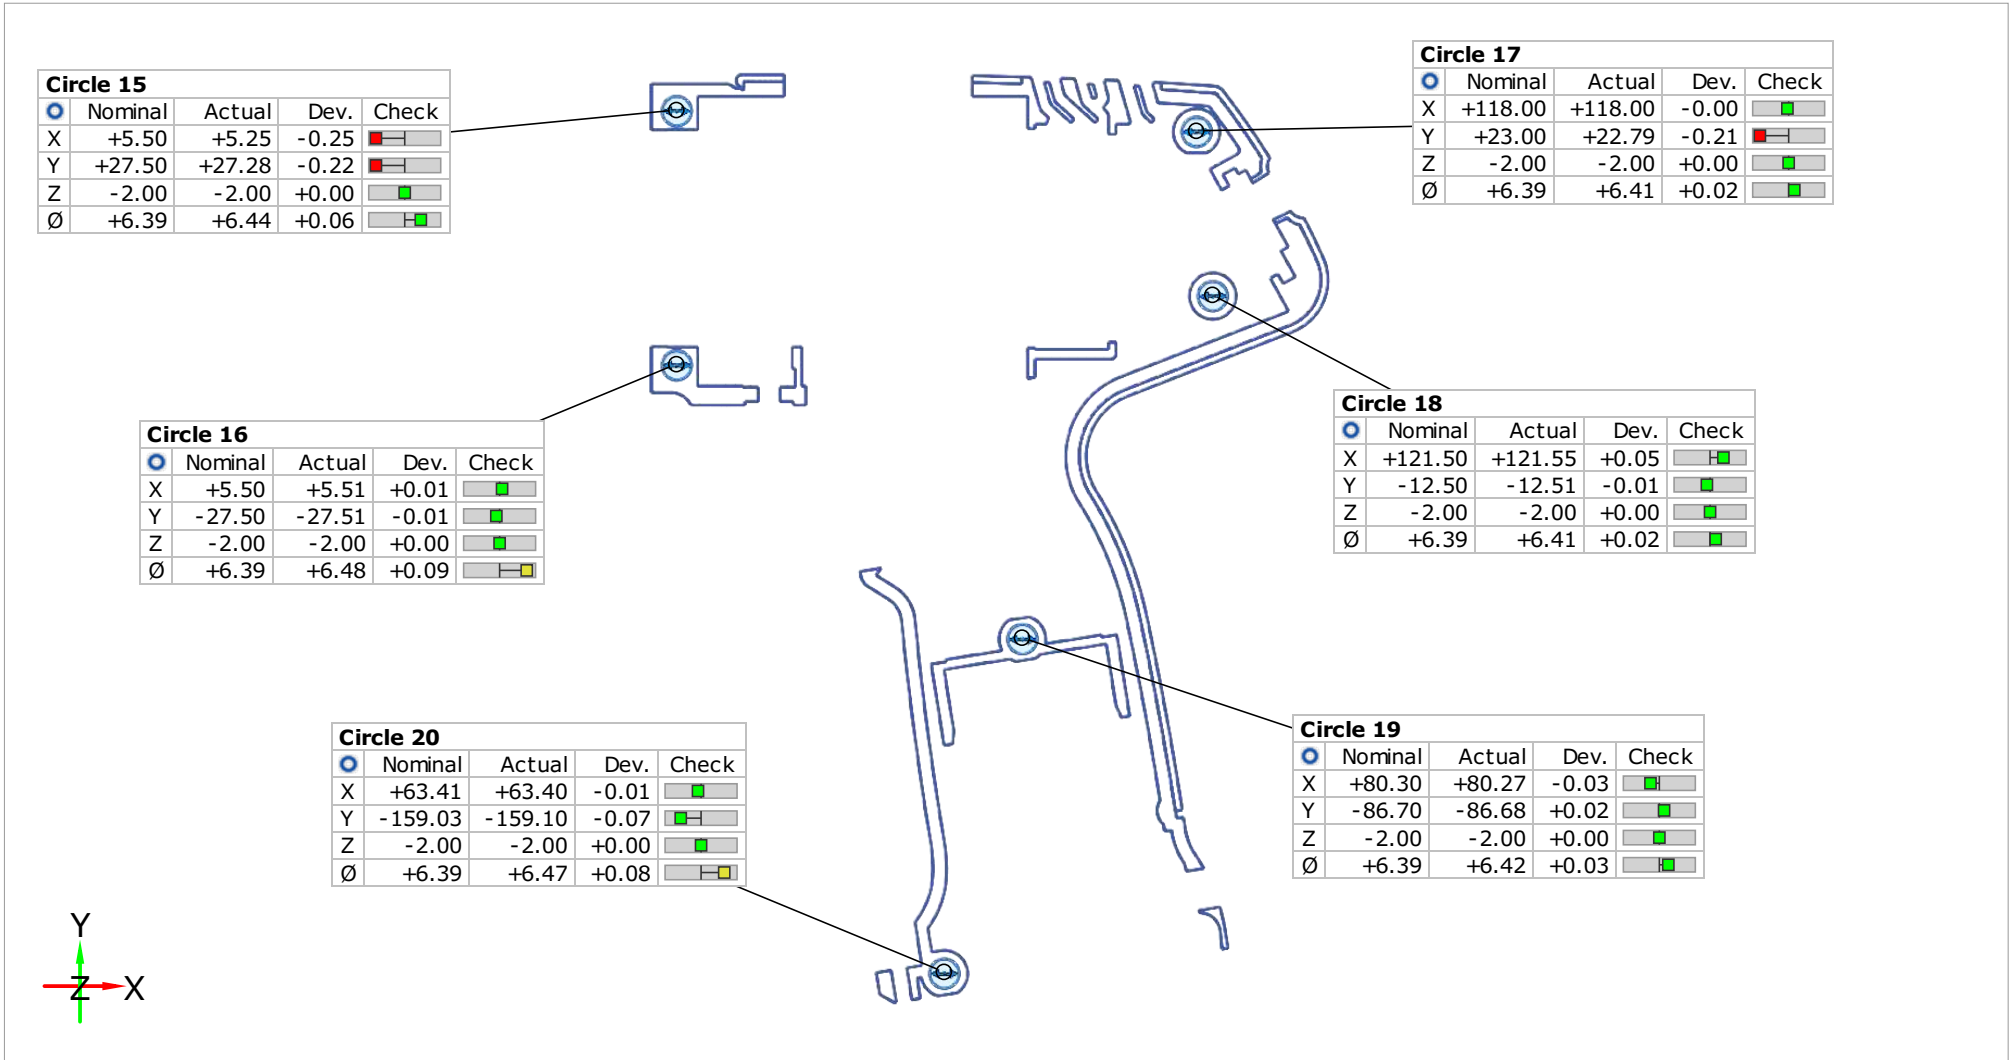 Circle 15
Nominal Actual Dev. Check
X +5.50 +5.25 -0.25
Y +27.50 +27.28 -0.22
Z -2.00 -2.00 +0.00
Ø +6.39 +6.44 +0.06
Circle 17
Nominal Actual Dev. Check
X +118.00 +118.00 -0.00
Y +23.00 +22.79 -0.21
Z -2.00 -2.00 +0.00
Ø +6.39 +6.41 +0.02
Circle 16
Nominal Actual Dev. Check
X +5.50 +5.51 +0.01
Y -27.50 -27.51 -0.01
Z -2.00 -2.00 +0.00
Ø +6.39 +6.48 +0.09
Circle 18
Nominal Actual Dev. Check
X +121.50 +121.55 +0.05
Y -12.50 -12.51 -0.01
Z -2.00 -2.00 +0.00
Ø +6.39 +6.41 +0.02
Circle 20
Nominal Actual Dev. Check
X +63.41 +63.40 -0.01
Y -159.03 -159.10 -0.07
Z -2.00 -2.00 +0.00
Ø +6.39 +6.47 +0.08
Circle 19
Nominal Actual Dev. Check
X +80.30 +80.27 -0.03
Y -86.70 -86.68 +0.02
Z -2.00 -2.00 +0.00
Ø +6.39 +6.42 +0.03
Y
Z X